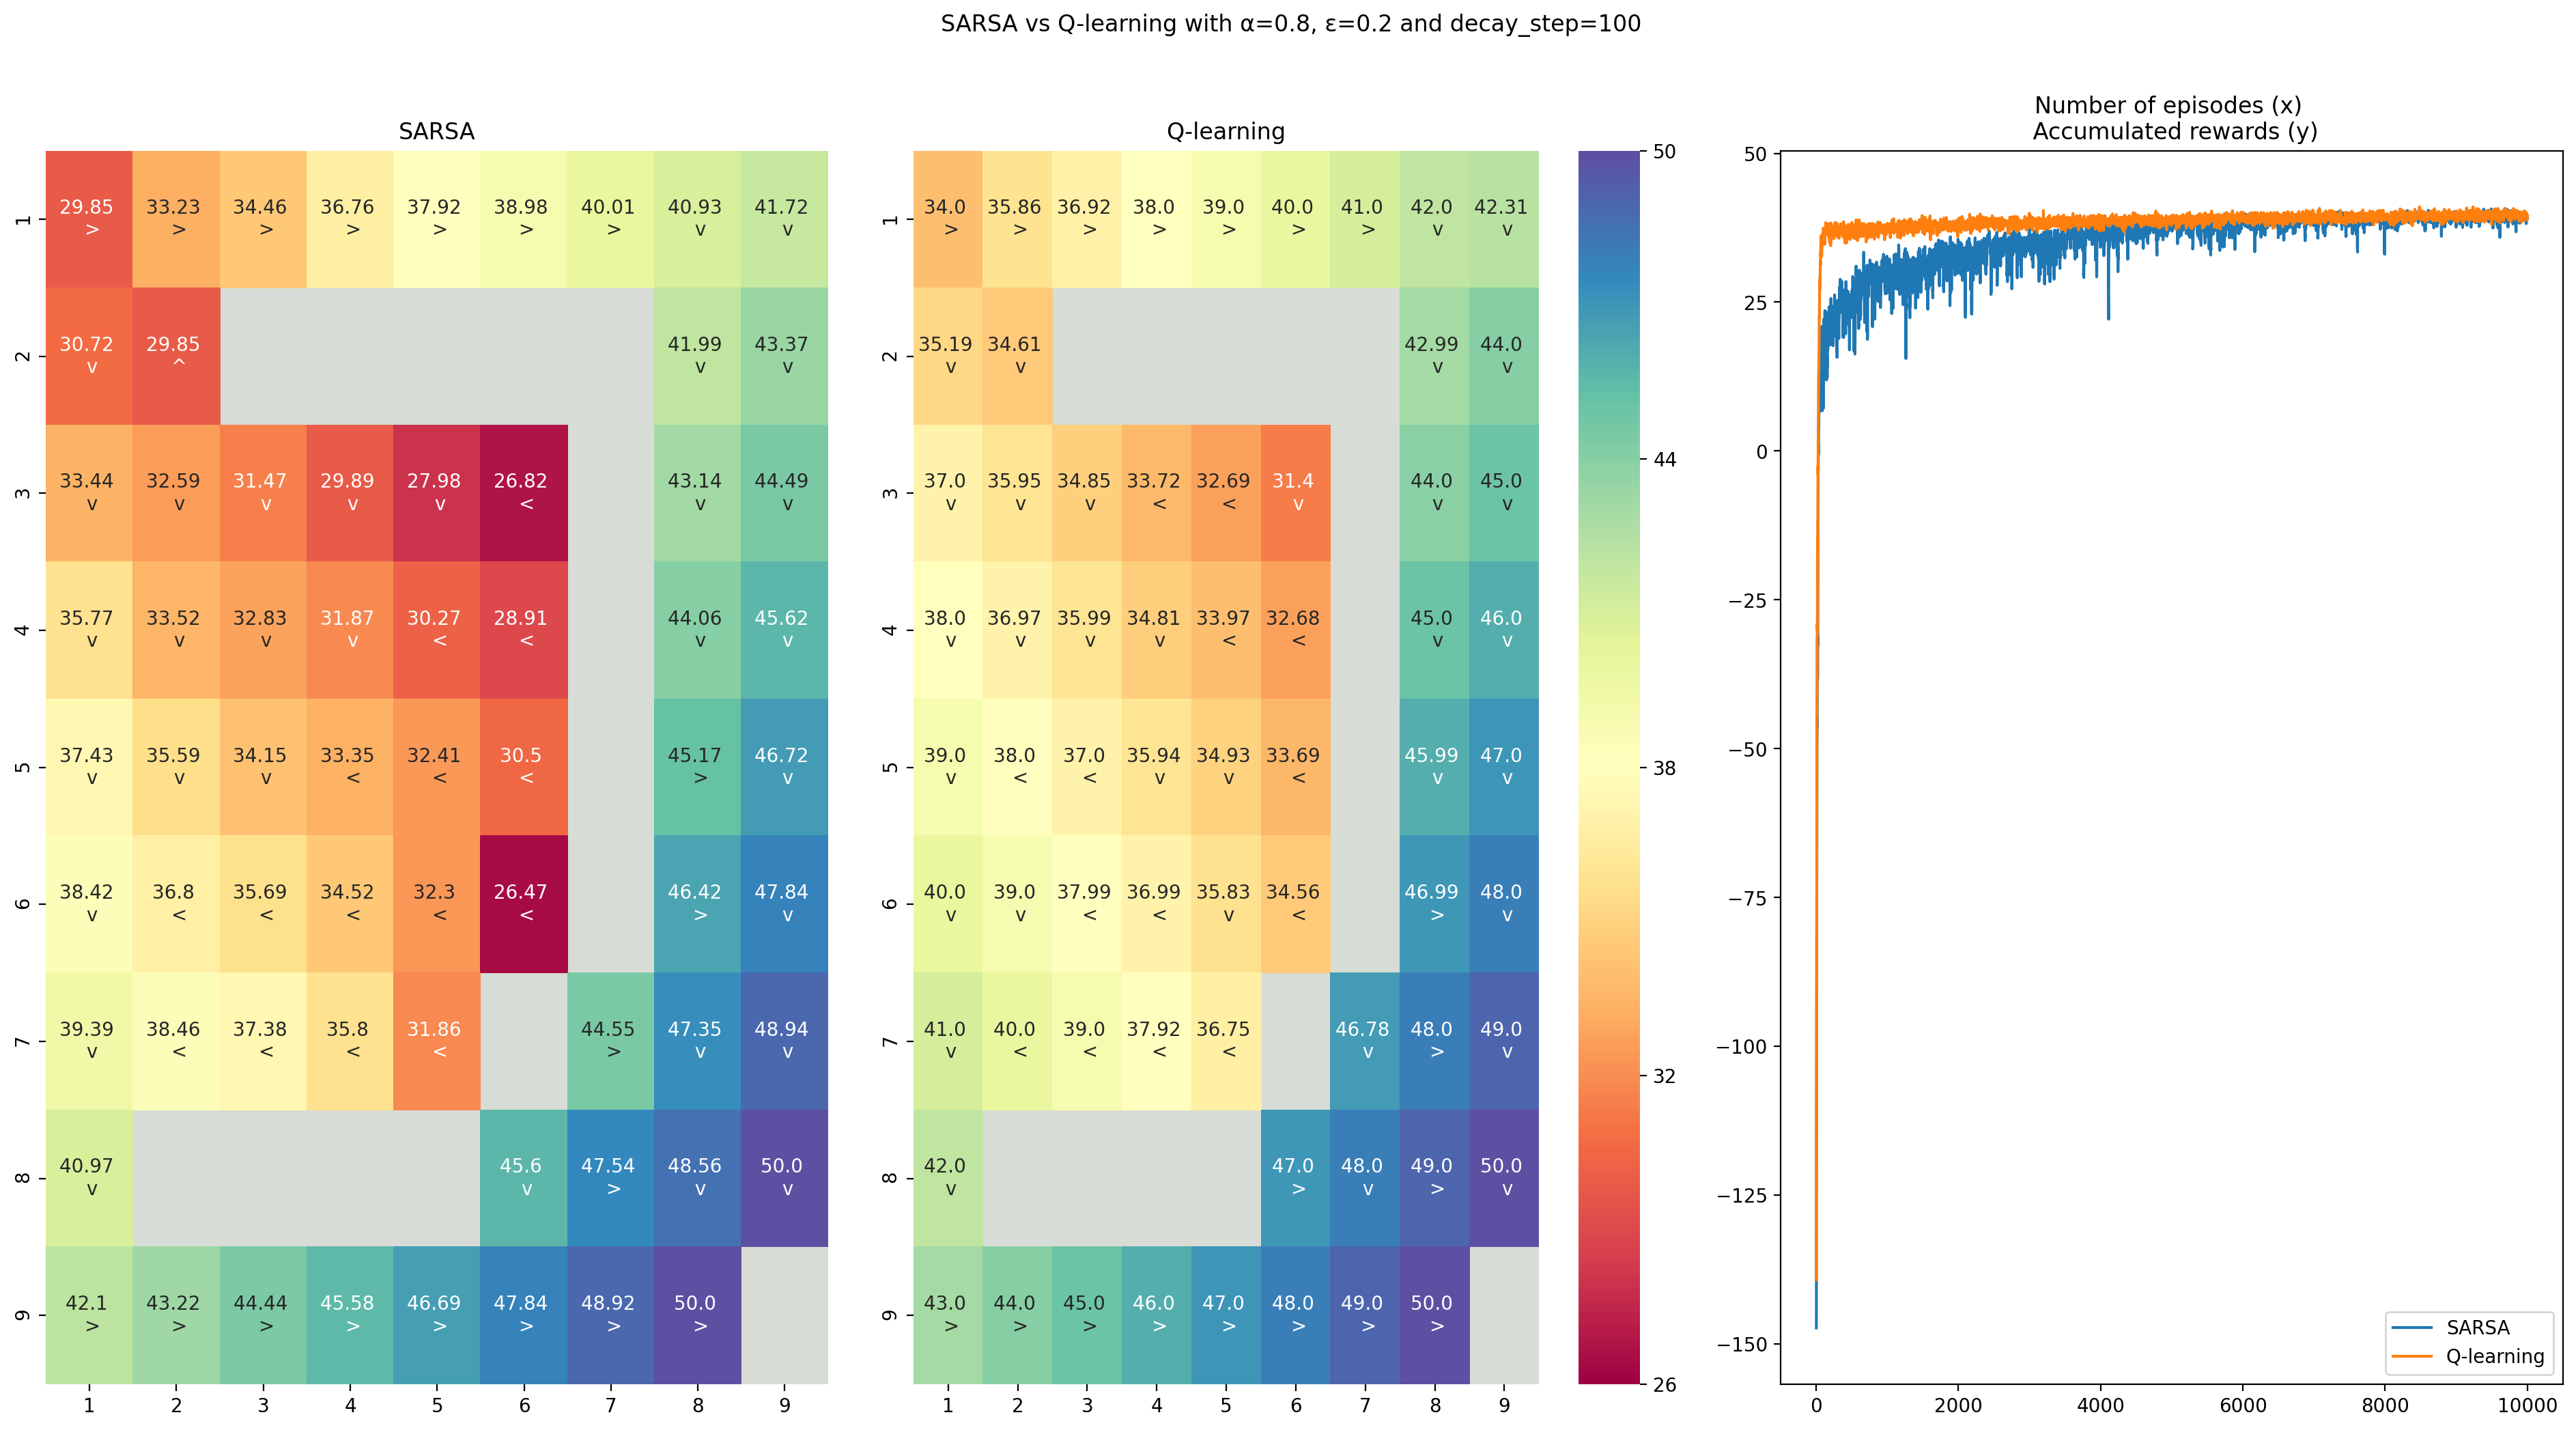 SARSA vs Q-learning with α=0.8, ε=0.2 and decay_step=100
SARSA
1
29.85 33.23 34.46 36.76 37.92 38.98 40.01 40.93 41.72
> > > > > > > v v
2
30.72 29.85 41.99 43.37
v ^ v v
3
33.44 32.59 31.47 29.89 27.98 26.82 43.14 44.49
v v v v v < v v
4
35.77 33.52 32.83 31.87 30.27 28.91 44.06 45.62
v v v v < < v v
5
37.43 35.59 34.15 33.35 32.41 30.5 45.17 46.72
v v v < < < > v
6
38.42 36.8 35.69 34.52 32.3 26.47 46.42 47.84
v < < < < < > v
7
39.39 38.46 37.38 35.8 31.86 44.55 47.35 48.94
v < < < < > v v
8
40.97 45.6 47.54 48.56 50.0
v v > v v
9
42.1 43.22 44.44 45.58 46.69 47.84 48.92 50.0
> > > > > > > >
1 2 3 4 5 6 7 8 9
Q-learning
1
34.0 35.86 36.92 38.0 39.0 40.0 41.0 42.0 42.31
> > > > > > > v v
2
35.19 34.61 42.99 44.0
v v v v
3
37.0 35.95 34.85 33.72 32.69 31.4 44.0 45.0
v v v < < v v v
4
38.0 36.97 35.99 34.81 33.97 32.68 45.0 46.0
v v v v < < v v
5
39.0 38.0 37.0 35.94 34.93 33.69 45.99 47.0
v < < v v < v v
6
40.0 39.0 37.99 36.99 35.83 34.56 46.99 48.0
v v < < v < > v
7
41.0 40.0 39.0 37.92 36.75 46.78 48.0 49.0
v < < < < v > v
8
42.0 47.0 48.0 49.0 50.0
v > v > v
9
43.0 44.0 45.0 46.0 47.0 48.0 49.0 50.0
> > > > > > > >
1 2 3 4 5 6 7 8 9
50
44
38
32
26
Number of episodes (x)
Accumulated rewards (y)
50
25
0
−25
−50
−75
−100
−125
−150
0 2000 4000 6000 8000 10000
SARSA
Q-learning